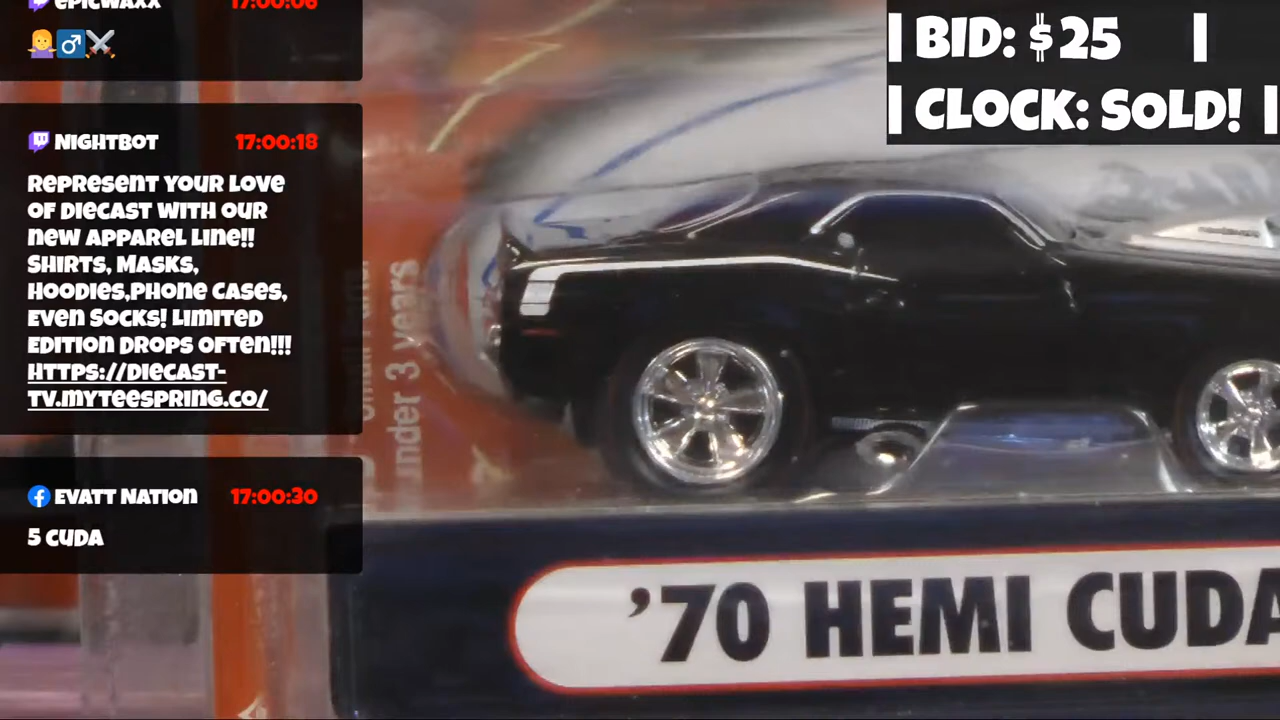 epicwaxx 17:00:06
| BID: $25 |
| CLOCK: SOLD! |
NIGHTBOT 17:00:18
REPRESENT YOUR LOVE
OF DIECAST WITH OUR
NEW APPAREL LINE!!
SHIRTS, MASKS,
HOODIES,PHONE CASES,
EVEN SOCKS! LIMITED
EDITION DROPS OFTEN!!!
HTTPS://DIECAST-
TV.MYTEESPRING.CO/
under 3 years
EVATT NATION 17:00:30
5 CUDA
'70 HEMI CUDA